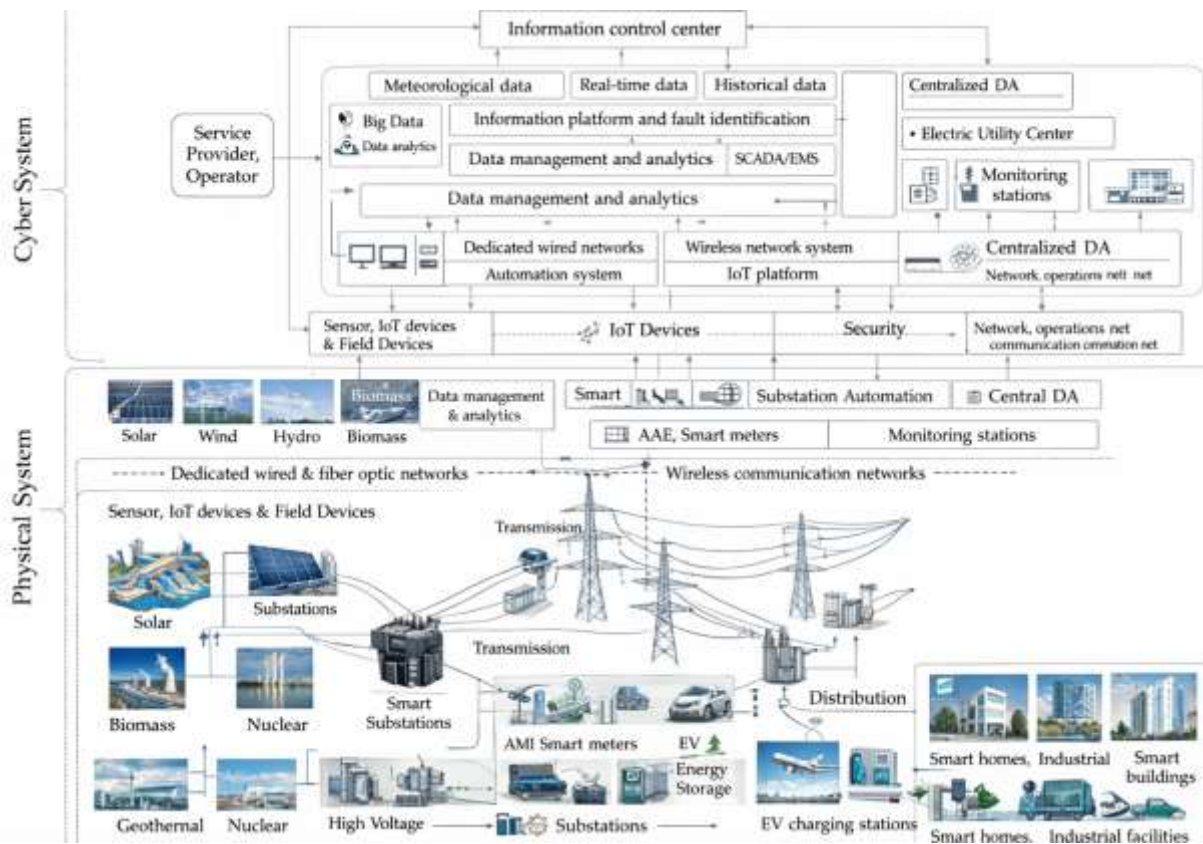 Information control center
Cyber System
Meteorological data
Real-time data
Historical data
Centralized DA
Service
Provider,
Operator
Big Data
Data analytics
Information platform and fault identification
• Electric Utility Center
Data management and analytics
SCADA/EMS
Monitoring
stations
Data management and analytics
Dedicated wired networks
Wireless network system
Centralized DA
Automation system
IoT platform
Network, operations nelt net
Sensor, IoT devices
& Field Devices
IoT Devices
Security
Network, operations net
communication cmmation net
Physical System
Biomass
Solar
Wind
Hydro
Biomass
Data management
& analytics
Smart
Substation Automation
Central DA
AAE, Smart meters
Monitoring stations
Dedicated wired & fiber optic networks
Wireless communication networks
Sensor, IoT devices & Field Devices
Transmission
Solar
Substations
Transmission
Biomass
Nuclear
Smart
Substations
Distribution
AMI Smart meters
EV
Energy
Storage
Smart homes,
Industrial
Smart
buildings
Geothernal
Nuclear
High Voltage
Substations
EV charging stations
Smart homes,
Industrial facilities